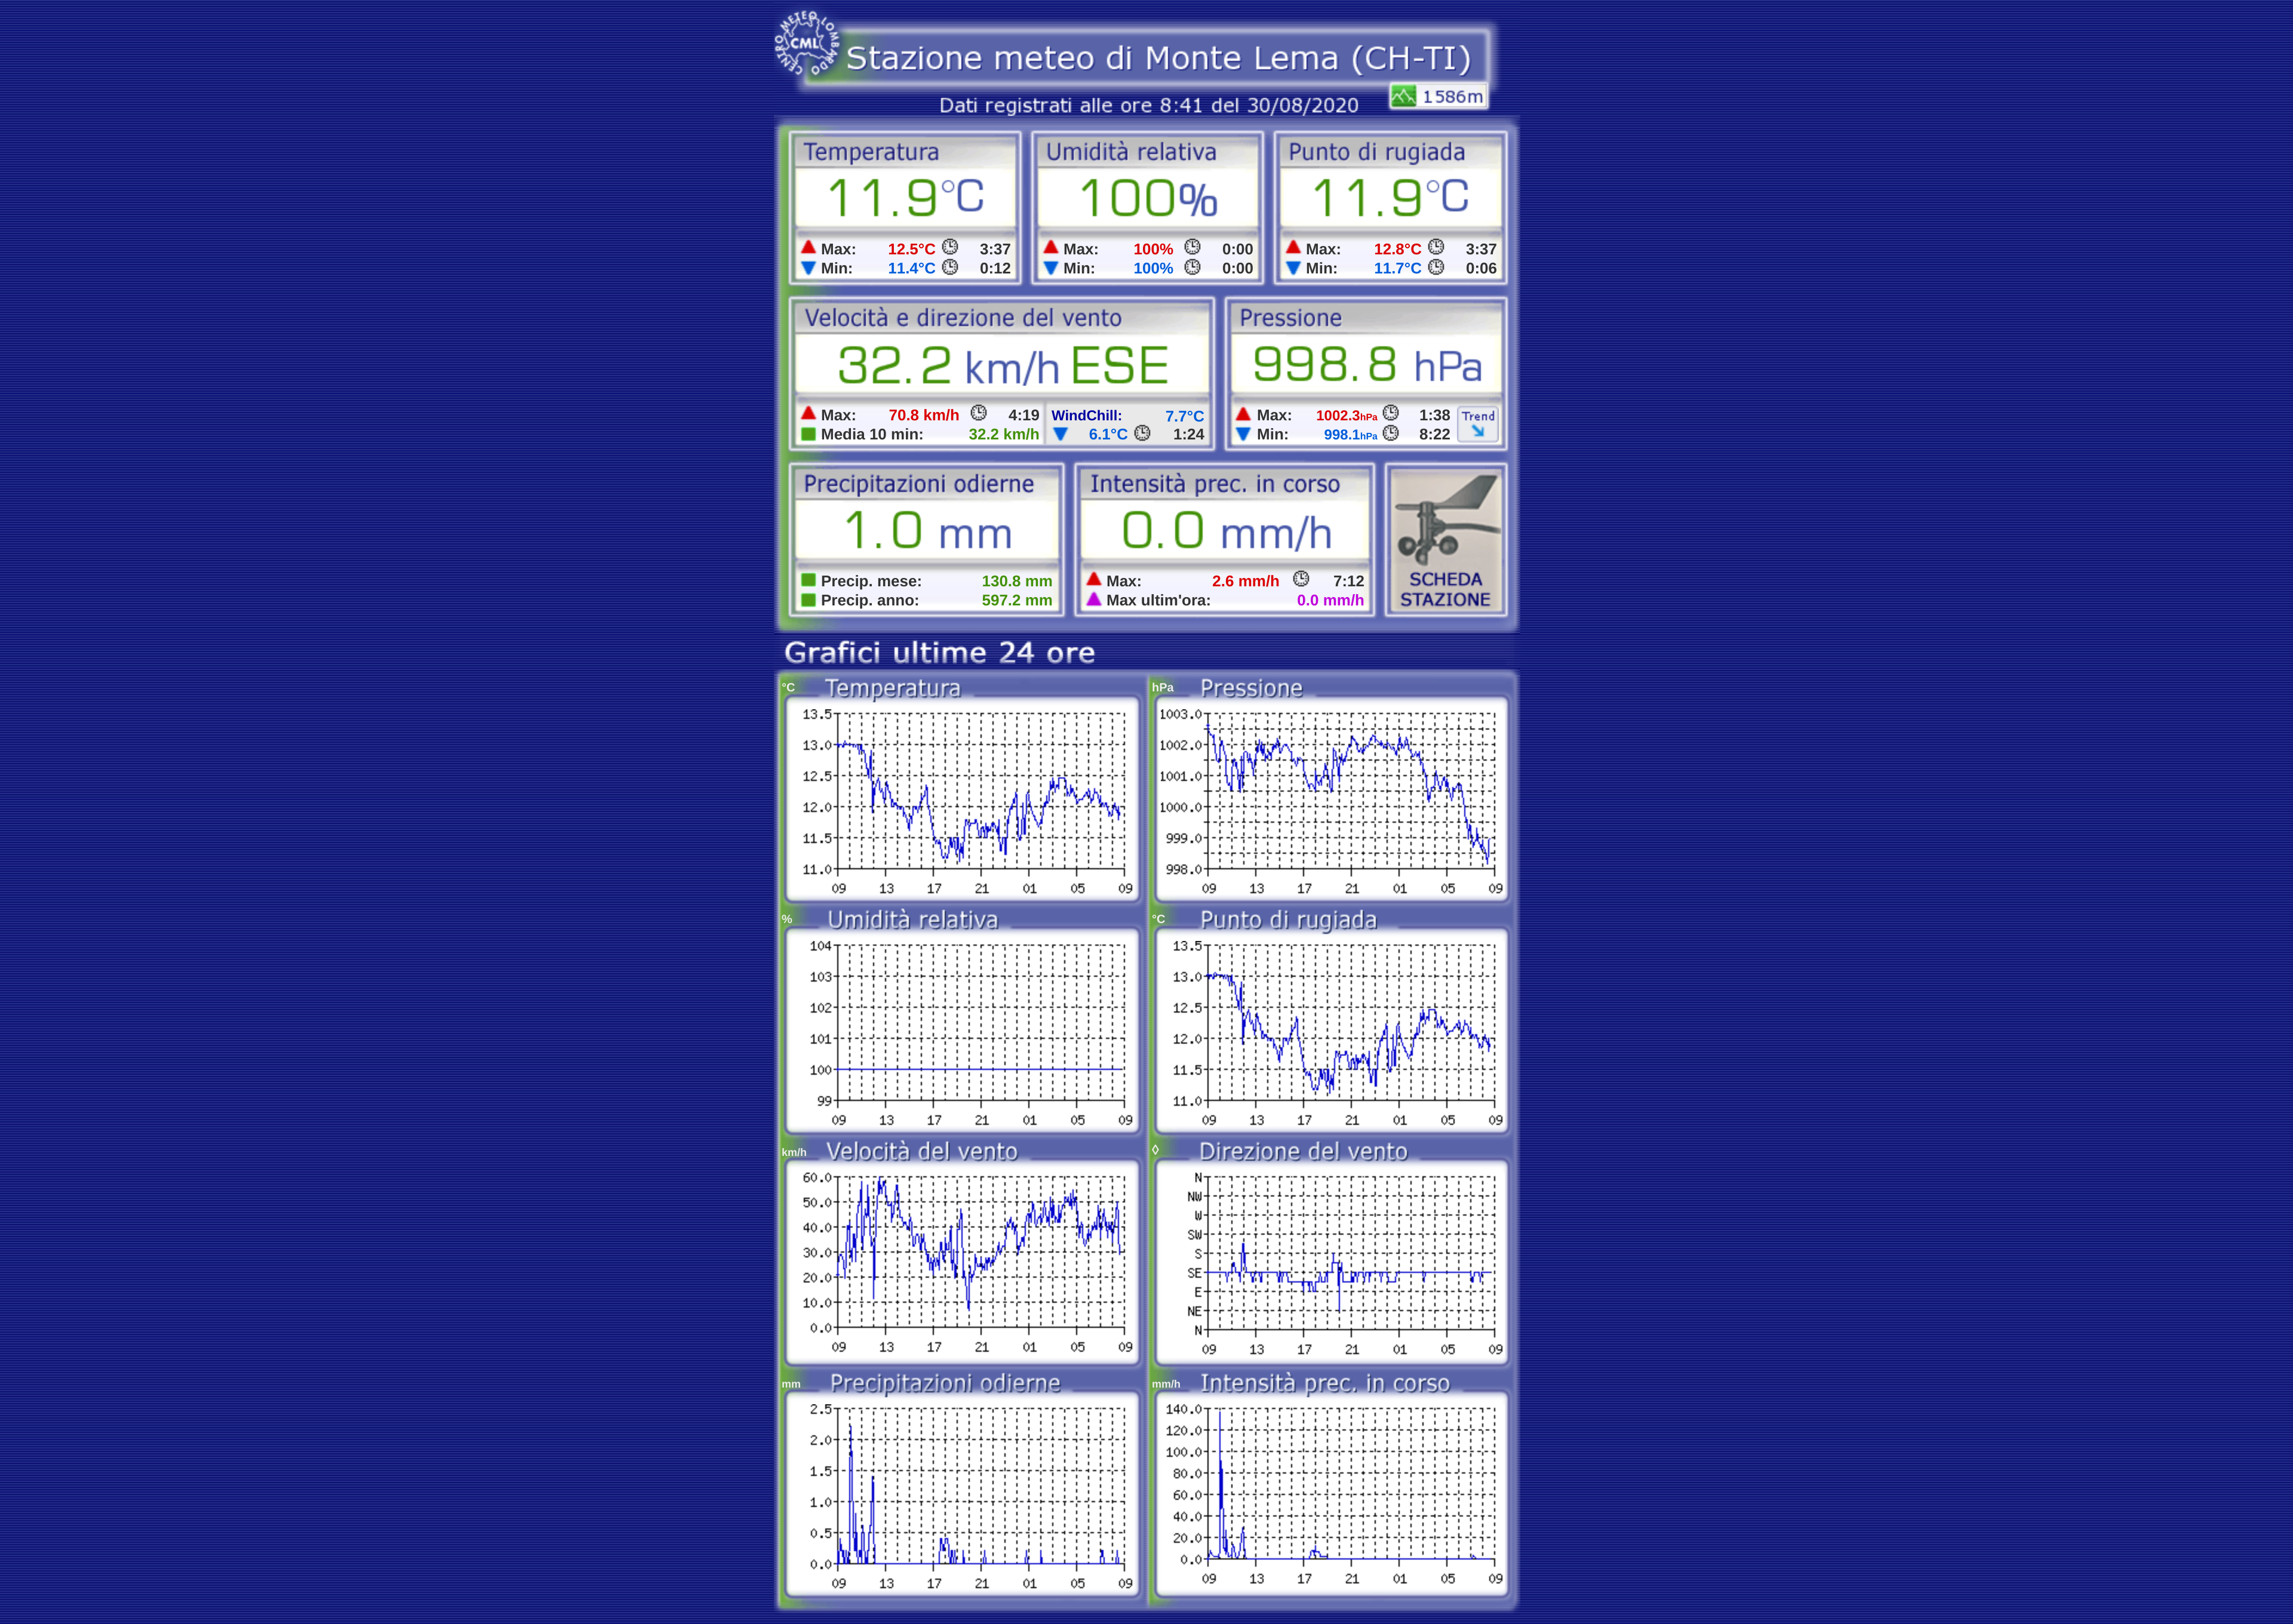 CENTRO METEO LOMBARDO
CML
Stazione meteo di Monte Lema (CH-TI)
1586m
Dati registrati alle ore 8:41 del 30/08/2020
Temperatura
11.9°C
Max: 12.5°C 3:37
Min: 11.4°C 0:12
Umidità relativa
100%
Max: 100% 0:00
Min: 100% 0:00
Punto di rugiada
11.9°C
Max: 12.8°C 3:37
Min: 11.7°C 0:06
Velocità e direzione del vento
32.2 km/h ESE
Max: 70.8 km/h 4:19
Media 10 min: 32.2 km/h
WindChill: 7.7°C
6.1°C 1:24
Pressione
998.8 hPa
Max: 1002.3hPa 1:38
Min: 998.1hPa 8:22
Trend
Precipitazioni odierne
1.0 mm
Precip. mese: 130.8 mm
Precip. anno: 597.2 mm
Intensità prec. in corso
0.0 mm/h
Max: 2.6 mm/h 7:12
Max ultim'ora: 0.0 mm/h
SCHEDA
STAZIONE
Grafici ultime 24 ore
°C Temperatura
13.5
13.0
12.5
12.0
11.5
11.0
09 13 17 21 01 05 09
hPa Pressione
1003.0
1002.0
1001.0
1000.0
999.0
998.0
09 13 17 21 01 05 09
% Umidità relativa
104
103
102
101
100
99
09 13 17 21 01 05 09
°C Punto di rugiada
13.5
13.0
12.5
12.0
11.5
11.0
09 13 17 21 01 05 09
km/h Velocità del vento
60.0
50.0
40.0
30.0
20.0
10.0
0.0
09 13 17 21 01 05 09
◊ Direzione del vento
N
NW
W
SW
S
SE
E
NE
N
09 13 17 21 01 05 09
mm Precipitazioni odierne
2.5
2.0
1.5
1.0
0.5
0.0
09 13 17 21 01 05 09
mm/h Intensità prec. in corso
140.0
120.0
100.0
80.0
60.0
40.0
20.0
0.0
09 13 17 21 01 05 09